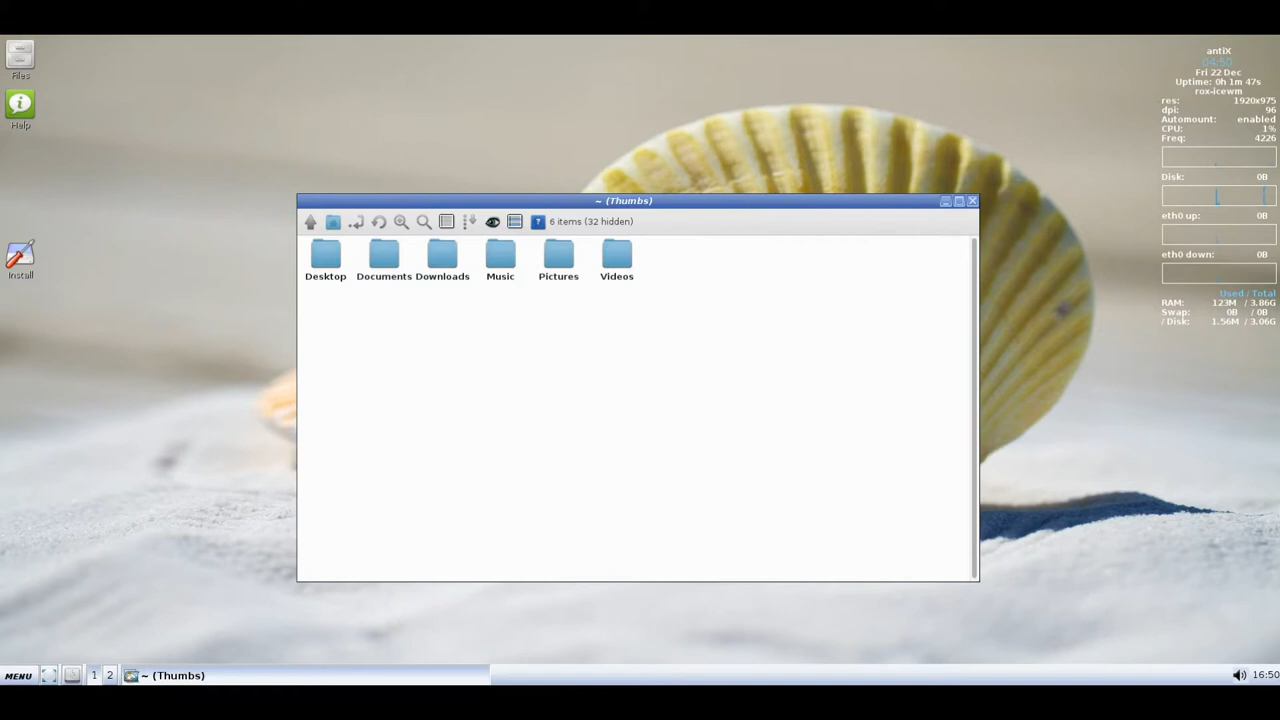 Files
Help
Install
~ (Thumbs)
6 items (32 hidden)
Desktop Documents Downloads Music Pictures Videos
antiX
04:50
Fri 22 Dec
Uptime: 0h 1m 47s
rox-icewm
res: 1920x975
dpi: 96
Automount: enabled
CPU: 1%
Freq: 4226
Disk: 0B
eth0 up: 0B
eth0 down: 0B
Used / Total
RAM: 123M / 3.86G
Swap: 0B / 0B
/ Disk: 1.56M / 3.06G
MENU 1 2 ~ (Thumbs) 16:50